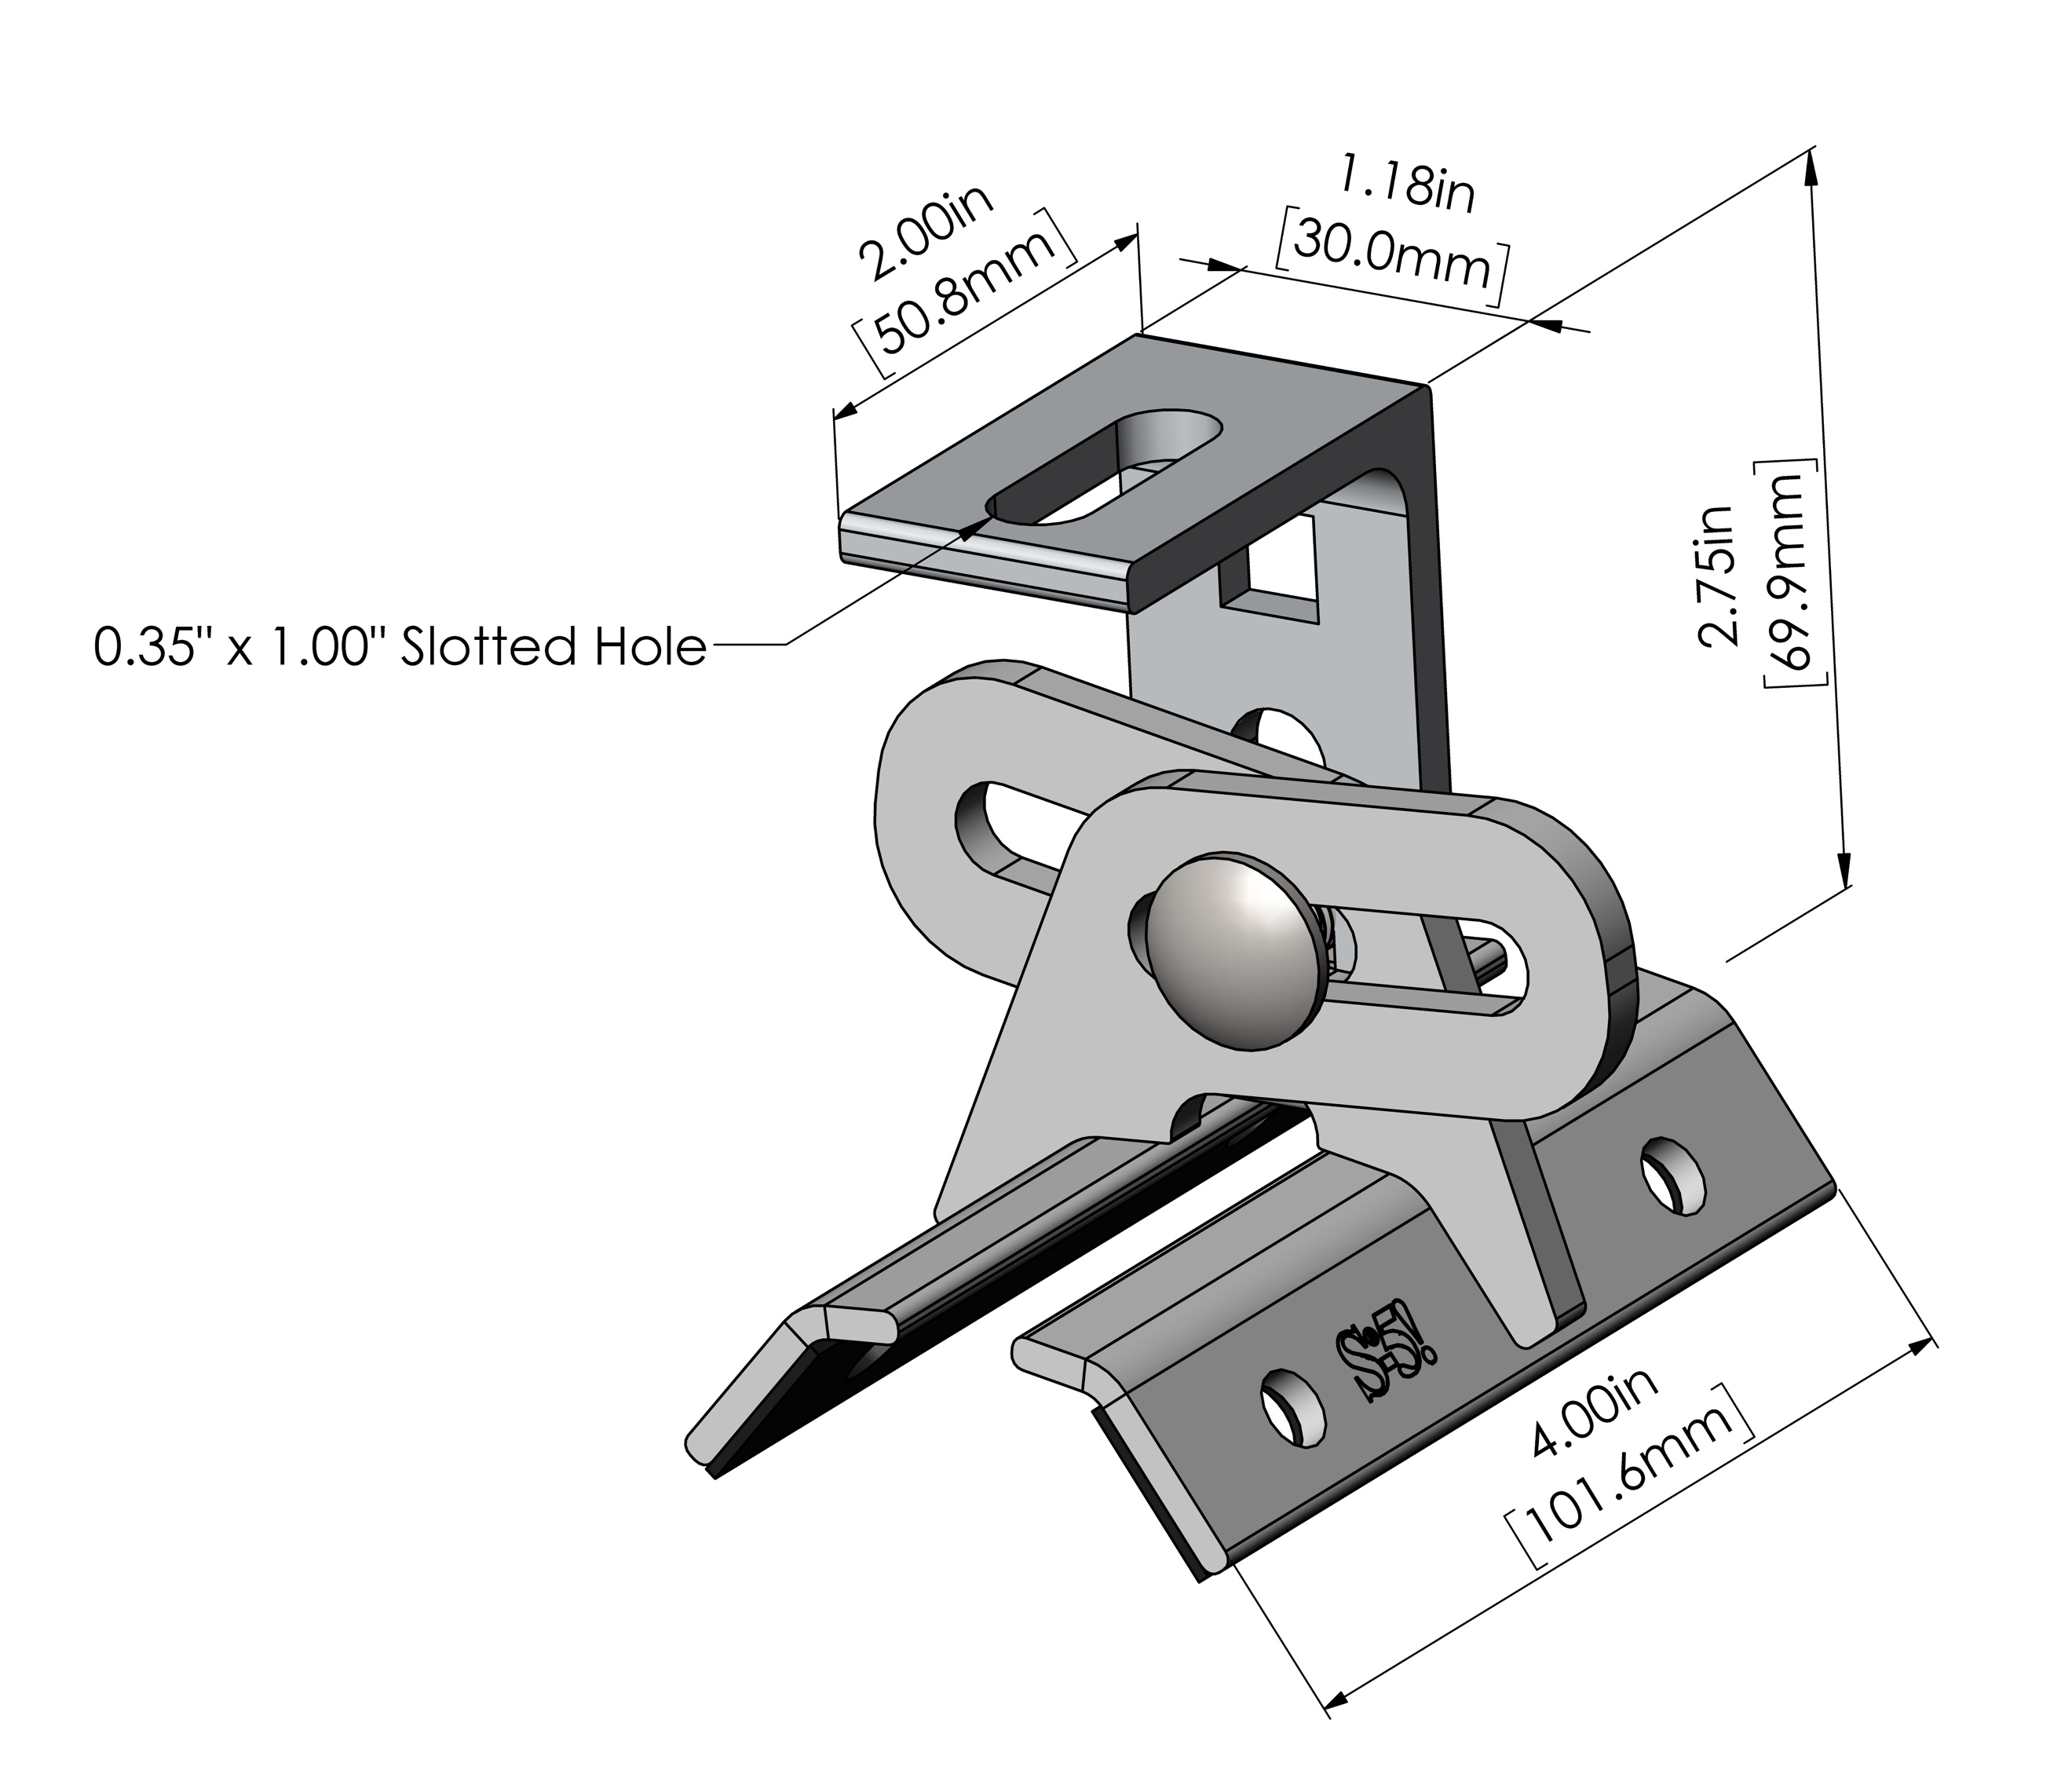 2.00in
[50.8mm]
1.18in
[30.0mm]
2.75in
[69.9mm]
0.35" x 1.00" Slotted Hole
4.00in
[101.6mm]